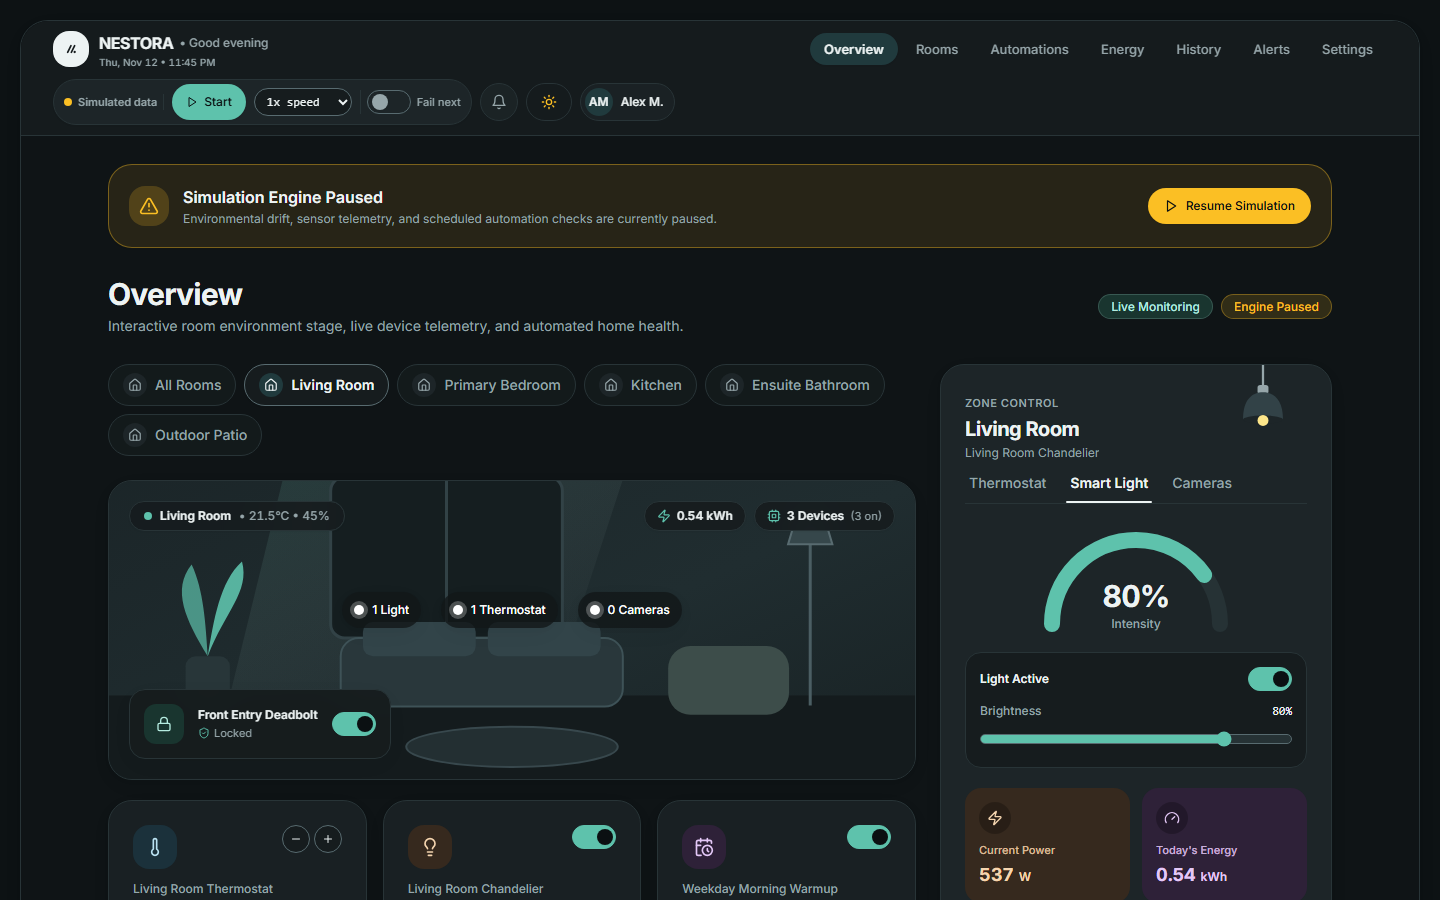 NESTORA • Good evening
Thu, Nov 12 • 11:45 PM
Overview Rooms Automations Energy History Alerts Settings
Simulated data Start 1x speed Fail next AM Alex M.
Simulation Engine Paused
Environmental drift, sensor telemetry, and scheduled automation checks are currently paused.
Resume Simulation
Overview
Interactive room environment stage, live device telemetry, and automated home health.
Live Monitoring Engine Paused
All Rooms Living Room Primary Bedroom Kitchen Ensuite Bathroom
Outdoor Patio
Living Room • 21.5°C • 45%
0.54 kWh 3 Devices (3 on)
1 Light 1 Thermostat 0 Cameras
Front Entry Deadbolt
Locked
Living Room Thermostat
Living Room Chandelier
Weekday Morning Warmup
ZONE CONTROL
Living Room
Living Room Chandelier
Thermostat Smart Light Cameras
80%
Intensity
Light Active
Brightness 80%
Current Power
537 W
Today's Energy
0.54 kWh